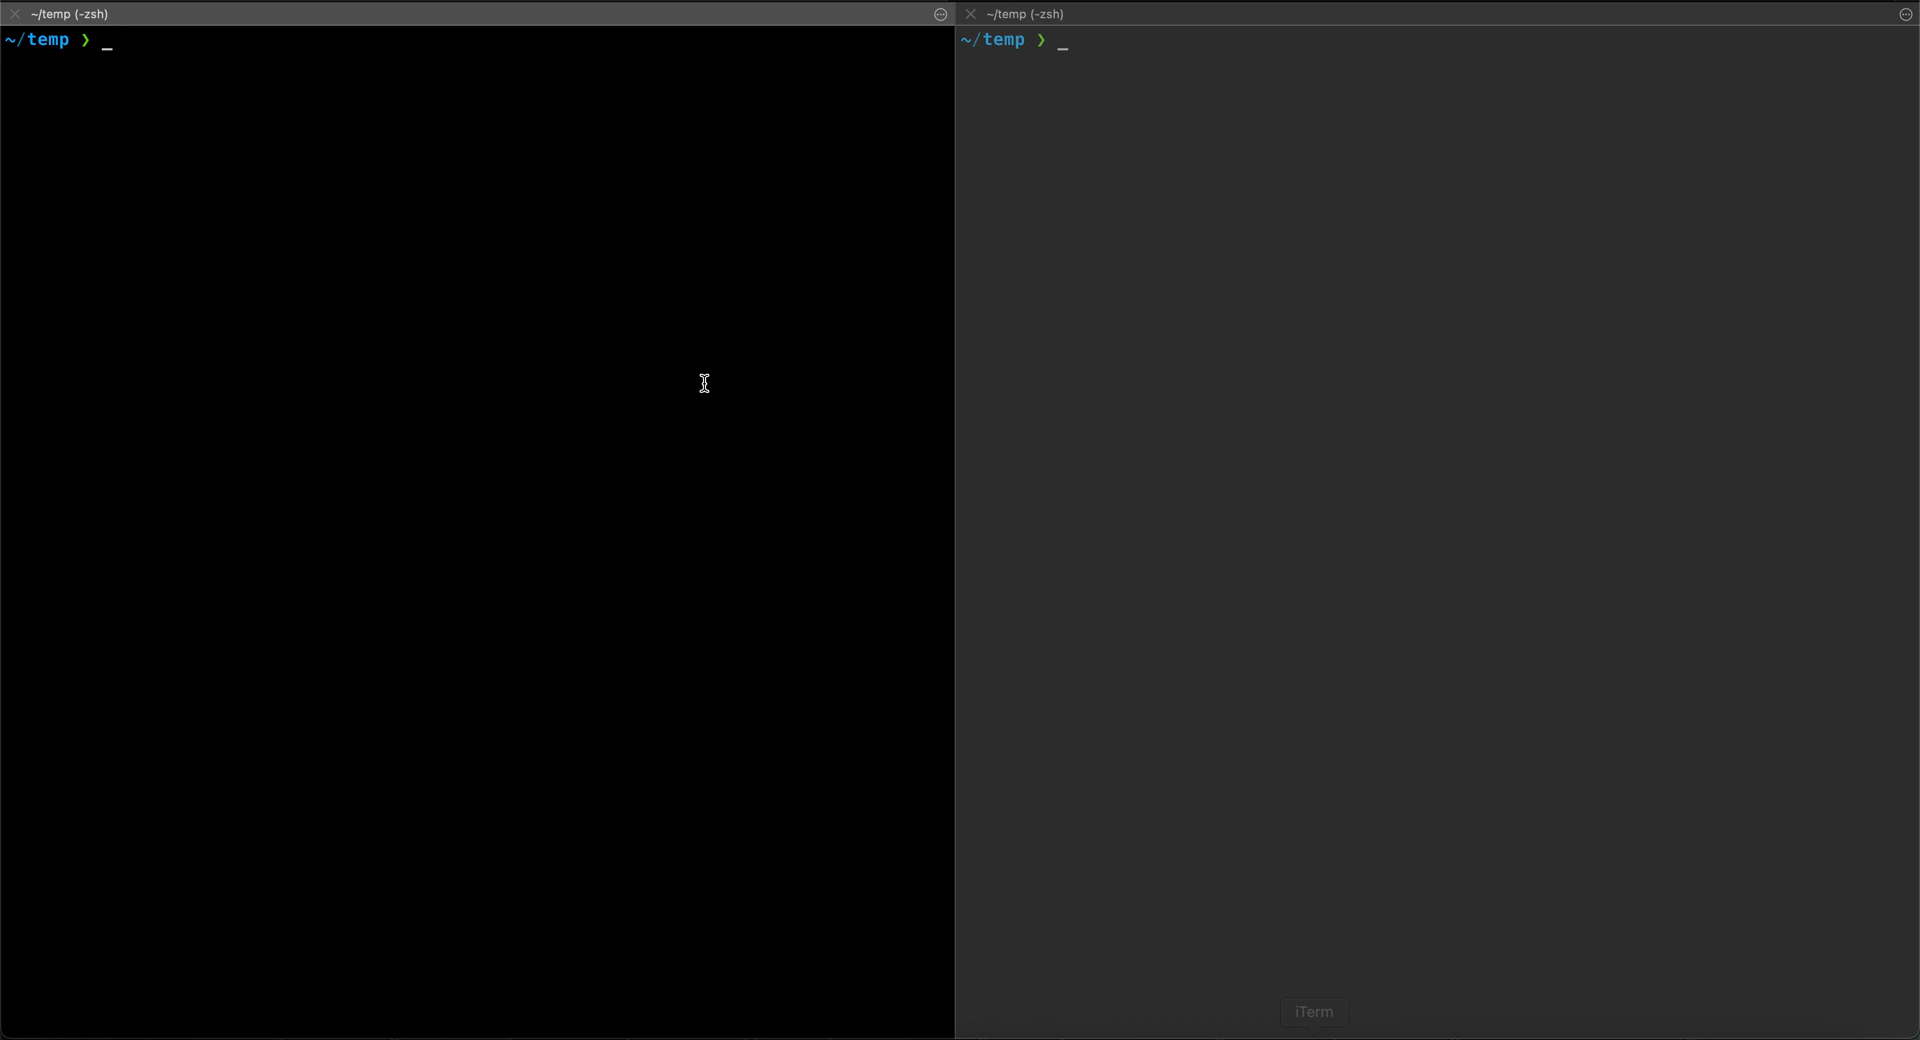 ~/temp (-zsh)
~/temp ❯ _
~/temp (-zsh)
~/temp ❯ _
iTerm